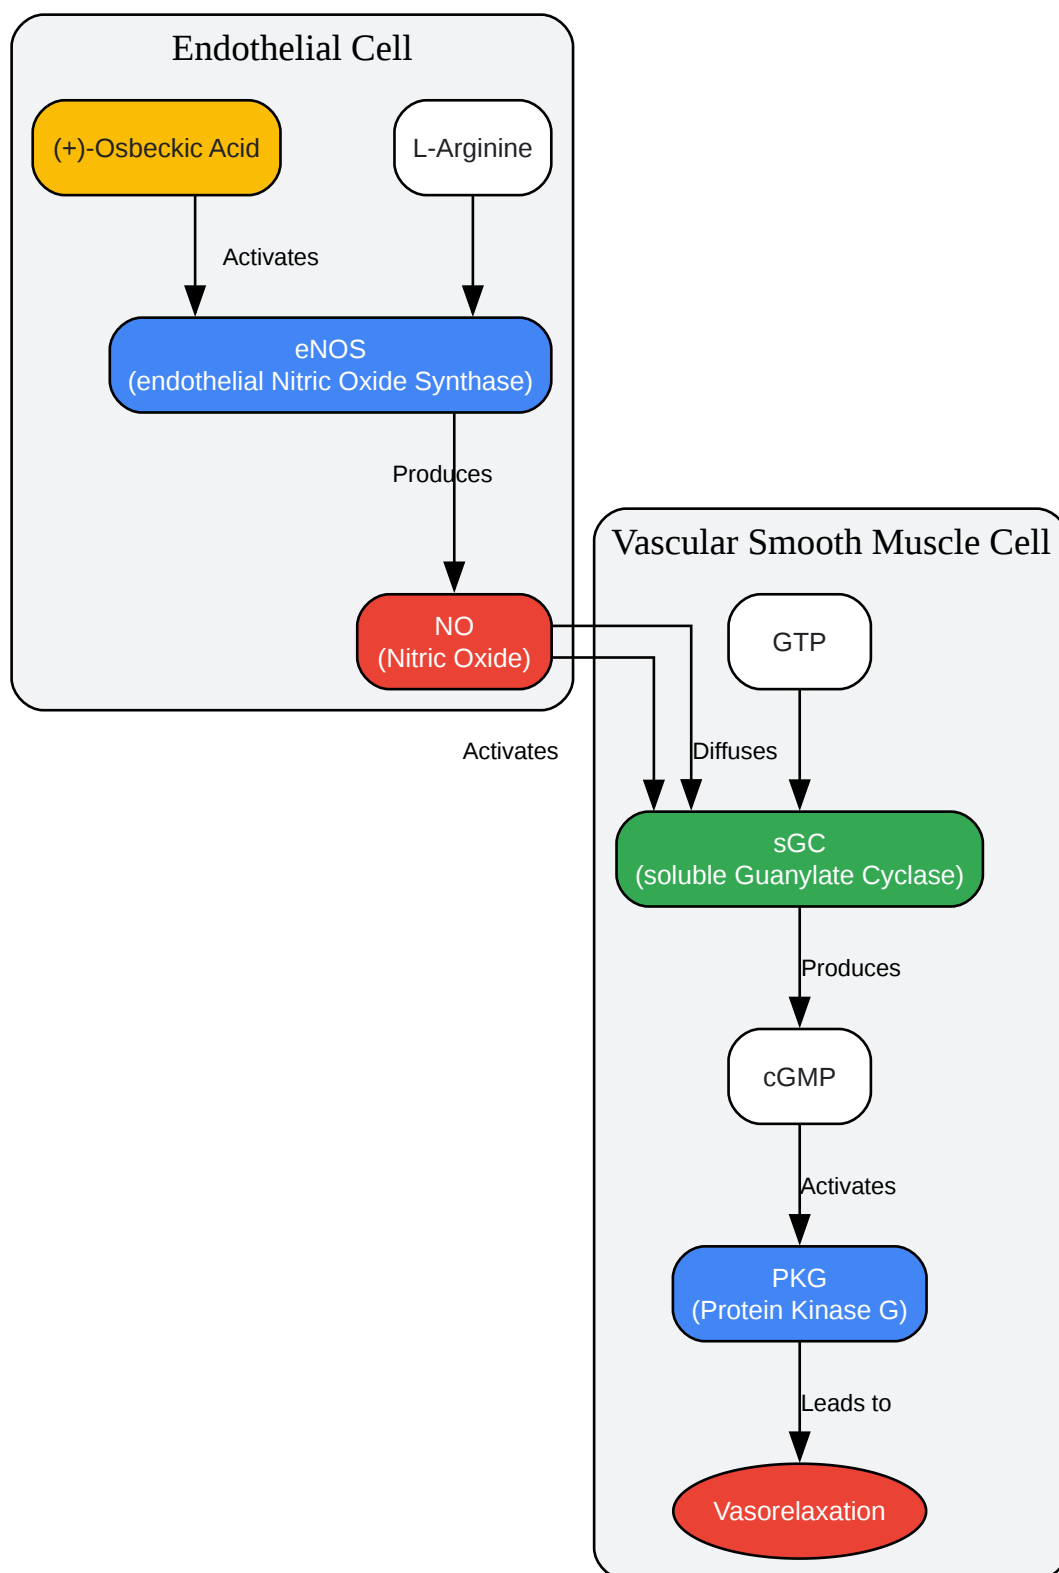 Endothelial Cell
(+)-Osbeckic Acid
L-Arginine
Activates
eNOS
(endothelial Nitric Oxide Synthase)
Produces
NO
(Nitric Oxide)
Vascular Smooth Muscle Cell
GTP
Activates
Diffuses
sGC
(soluble Guanylate Cyclase)
Produces
cGMP
Activates
PKG
(Protein Kinase G)
Leads to
Vasorelaxation